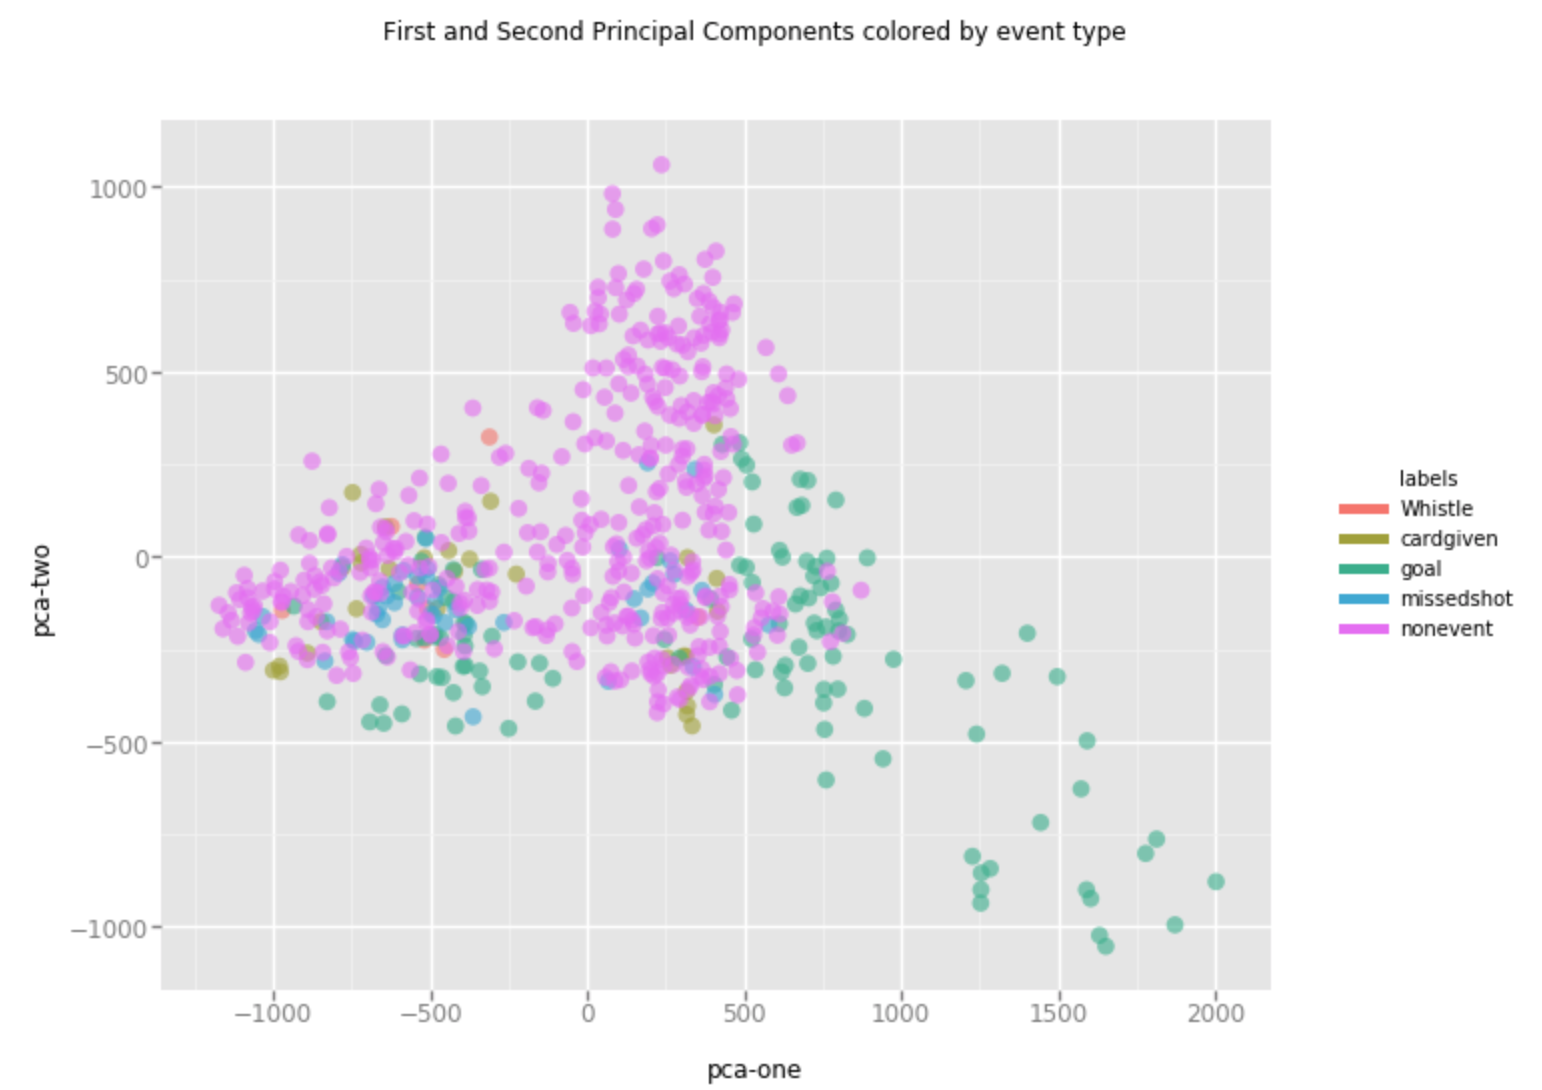 First and Second Principal Components colored by event type
1000
500
0
−500
−1000
pca-two
−1000 −500 0 500 1000 1500 2000
pca-one
labels
Whistle
cardgiven
goal
missedshot
nonevent